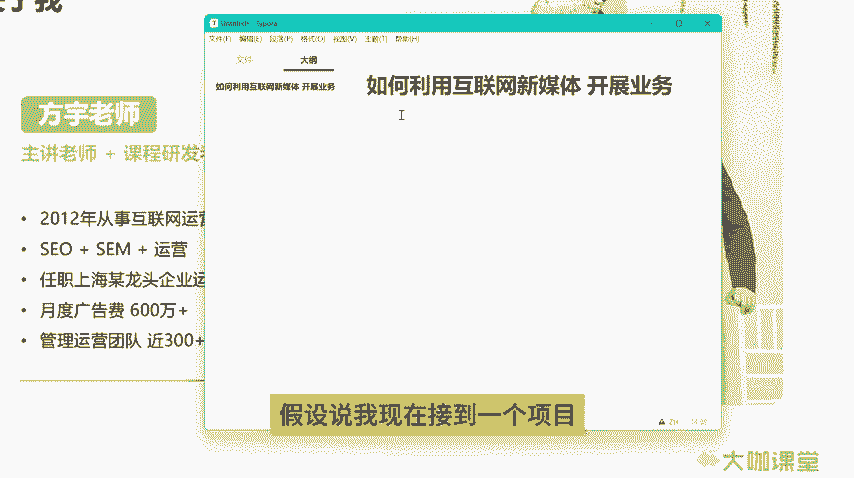 方宇老师
主讲老师 + 课程研发
• 2012年从事互联网运营
• SEO + SEM + 运营
• 任职上海某龙头企业运
• 月度广告费 600万+
• 管理运营团队 近300+
文件(F) 编辑(E) 段落(P) 格式(O) 视图(V) 主题(T) 帮助(H)
文件 大纲
如何利用互联网新媒体 开展业务
如何利用互联网新媒体 开展业务
假设说我现在接到一个项目
大咖课堂